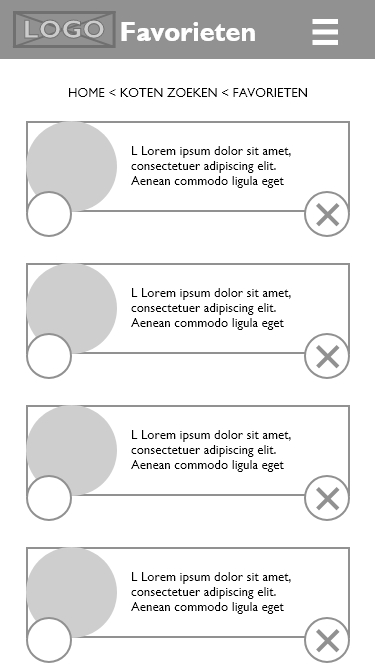 LOGO Favorieten
HOME < KOTEN ZOEKEN < FAVORIETEN
L Lorem ipsum dolor sit amet,
consectetuer adipiscing elit.
Aenean commodo ligula eget
L Lorem ipsum dolor sit amet,
consectetuer adipiscing elit.
Aenean commodo ligula eget
L Lorem ipsum dolor sit amet,
consectetuer adipiscing elit.
Aenean commodo ligula eget
L Lorem ipsum dolor sit amet,
consectetuer adipiscing elit.
Aenean commodo ligula eget